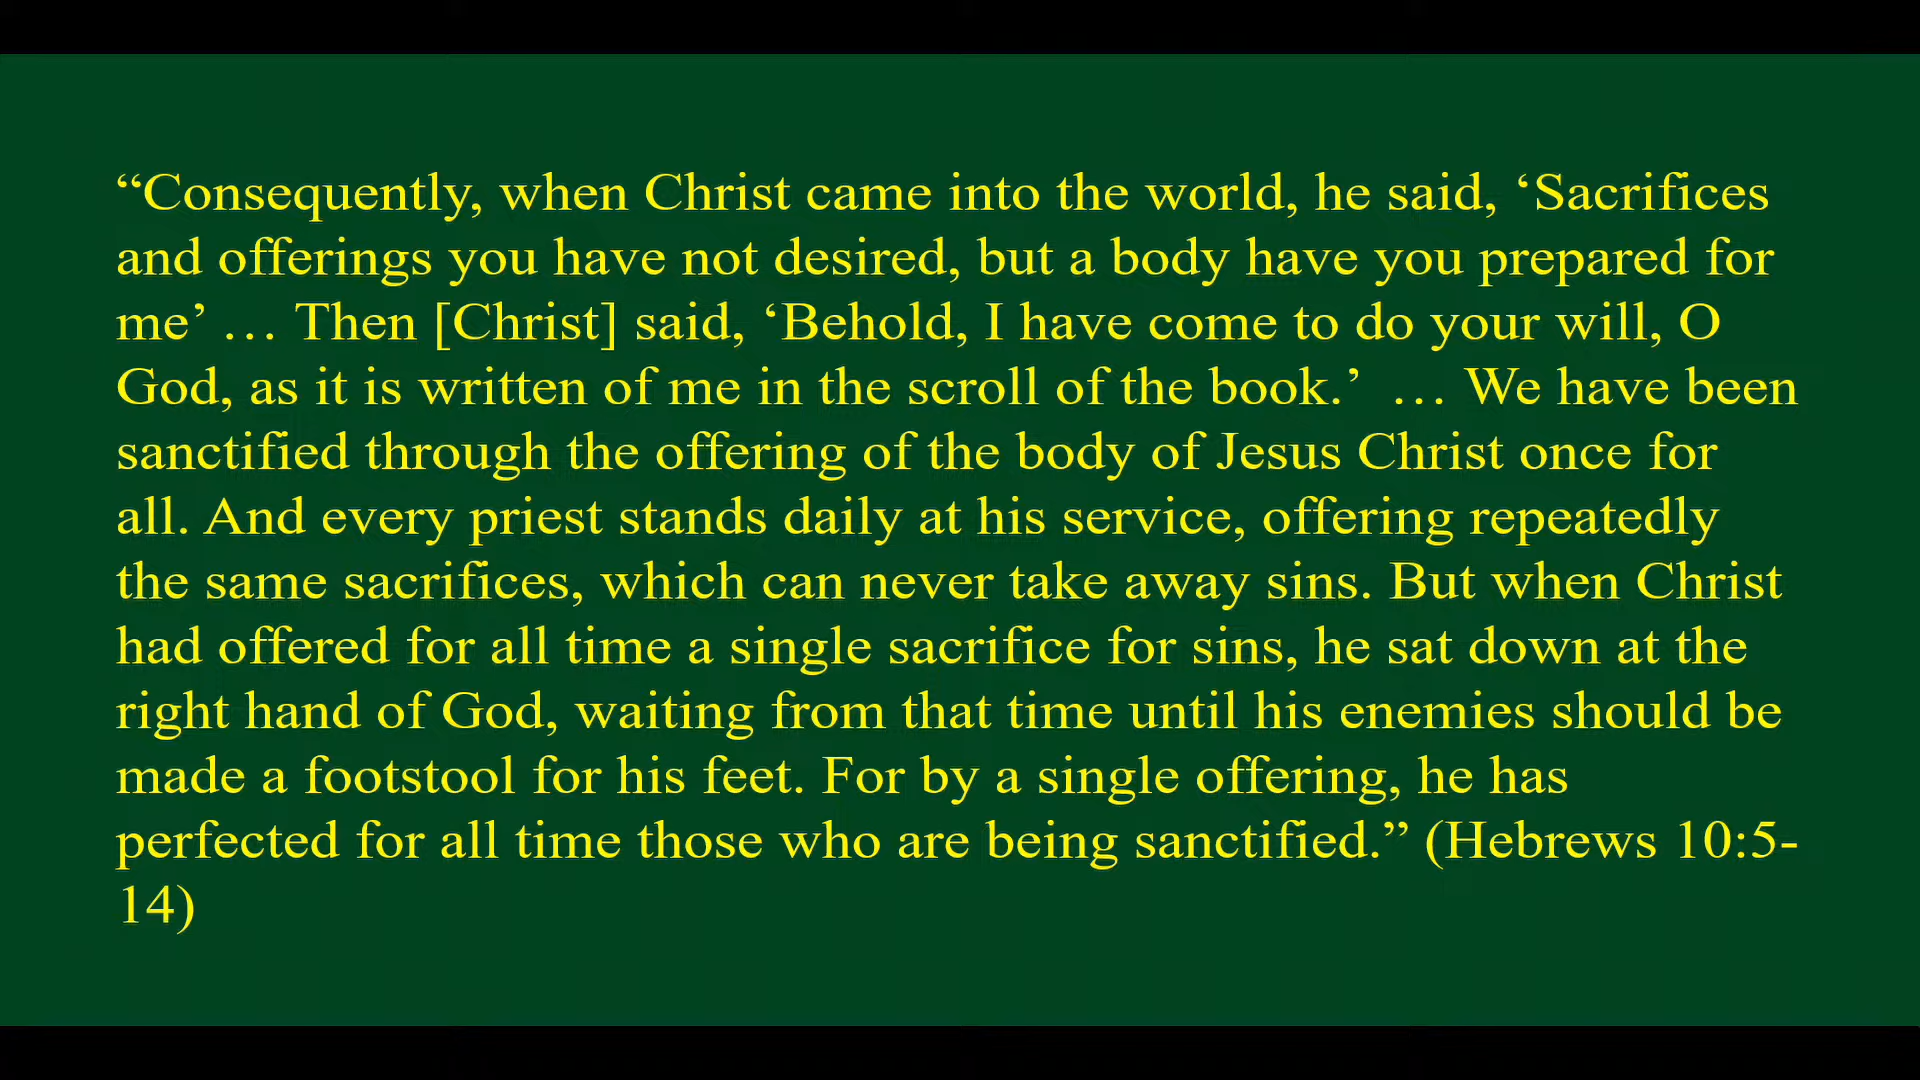 “Consequently, when Christ came into the world, he said, ‘Sacrifices
and offerings you have not desired, but a body have you prepared for
me’ … Then [Christ] said, ‘Behold, I have come to do your will, O
God, as it is written of me in the scroll of the book.’  … We have been
sanctified through the offering of the body of Jesus Christ once for
all. And every priest stands daily at his service, offering repeatedly
the same sacrifices, which can never take away sins. But when Christ
had offered for all time a single sacrifice for sins, he sat down at the
right hand of God, waiting from that time until his enemies should be
made a footstool for his feet. For by a single offering, he has
perfected for all time those who are being sanctified.” (Hebrews 10:5-
14)